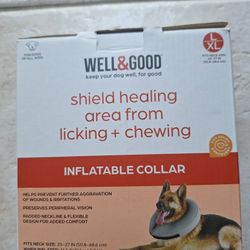 WELL&GOOD
keep your dog well, for good
L
XL
shield healing
area from
licking + chewing
INFLATABLE COLLAR
HELPS PREVENT FURTHER AGGRAVATION
OF WOUNDS & IRRITATIONS
PRESERVES PERIPHERAL VISION
PADDED NECKLINE & FLEXIBLE
DESIGN FOR ADDED COMFORT